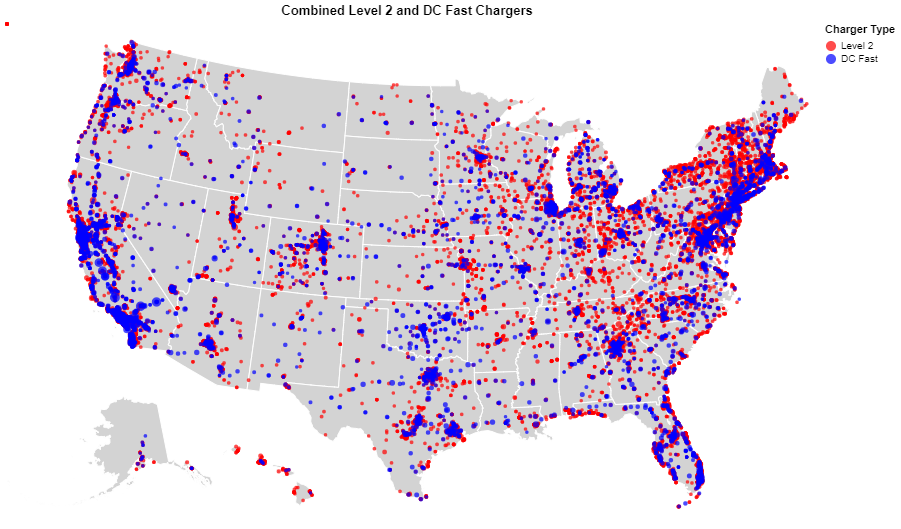 Combined Level 2 and DC Fast Chargers
Charger Type
Level 2
DC Fast